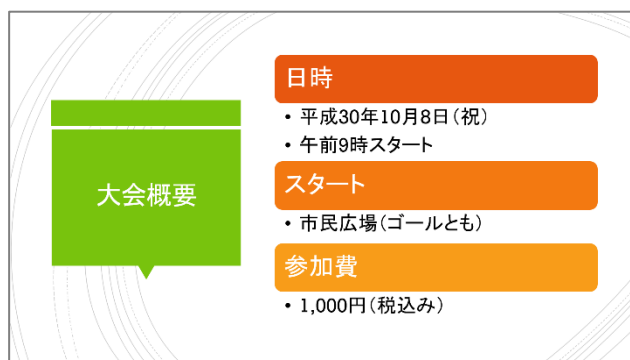 大会概要
日時
• 平成30年10月8日(祝)
• 午前9時スタート
スタート
• 市民広場(ゴールとも)
参加費
• 1,000円(税込み)